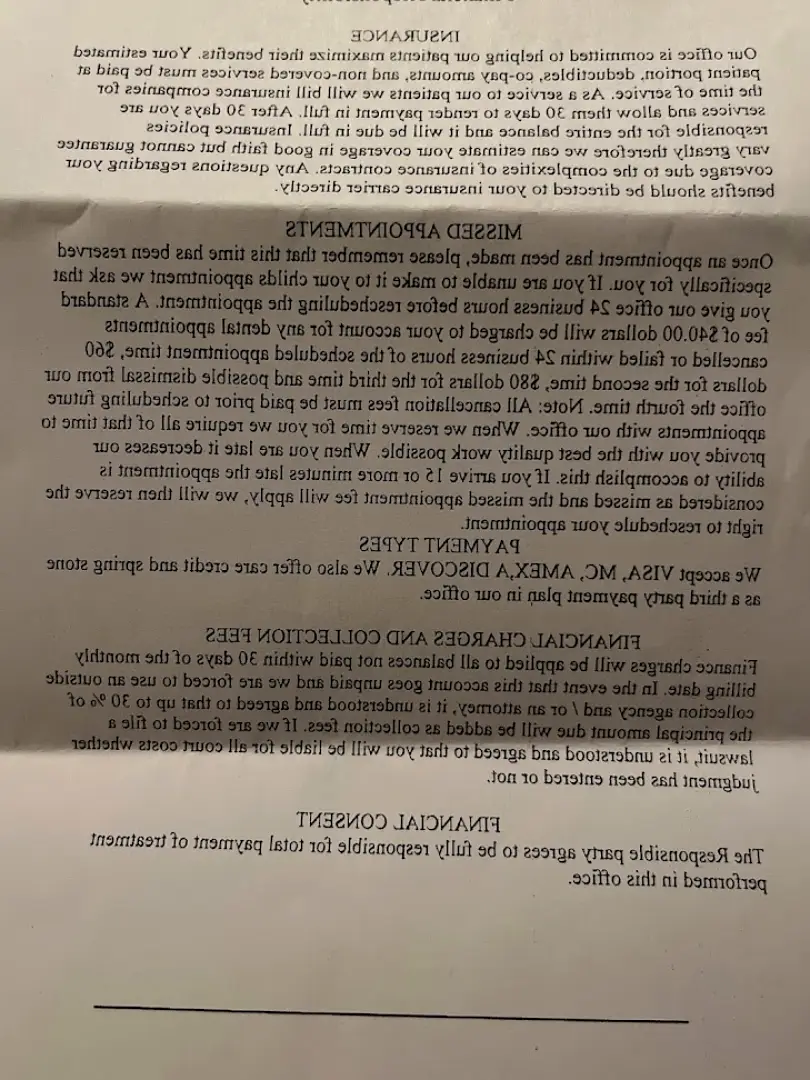 INSURANCE
Our office is committed to helping our patients maximize their benefits. Your estimated
patient portion, deductibles, co-pay amounts, and non-covered services must be paid at
the time of service. As a service to our patients we will bill insurance companies for
services and allow them 30 days to render payment in full. After 30 days you are
responsible for the entire balance and it will be due in full. Insurance policies
vary greatly therefore we can estimate your coverage in good faith but cannot guarantee
coverage due to the complexities of insurance contracts. Any questions regarding your
benefits should be directed to your insurance carrier directly.
MISSED APPOINTMENTS
Once an appointment has been made, please remember that this time has been reserved
specifically for you. If you are unable to make it to your childs appointment we ask that
you give our office 24 business hours before rescheduling the appointment. A standard
fee of $40.00 dollars will be charged to your account for any dental appointments
cancelled or failed within 24 business hours of the scheduled appointment time, $60
dollars for the second time, $80 dollars for the third time and possible dismissal from our
office the fourth time. Note: All cancellation fees must be paid prior to scheduling future
appointments with our office. When we reserve time for you we require all of that time to
provide you with the best quality work possible. When you are late it decreases our
ability to accomplish this. If you arrive 15 or more minutes late the appointment is
considered as missed and the missed appointment fee will apply, we will then reserve the
right to reschedule your appointment.
PAYMENT TYPES
We accept VISA, MC, AMEX,A DISCOVER. We also offer care credit and spring stone
as a third party payment plan in our office.
FINANCIAL CHARGES AND COLLECTION FEES
Finance charges will be applied to all balances not paid within 30 days of the monthly
billing date. In the event that this account goes unpaid and we are forced to use an outside
collection agency and / or an attorney, it is understood and agreed to that up to 30 % of
the principal amount due will be added as collection fees. If we are forced to file a
lawsuit, it is understood and agreed to that you will be liable for all court costs whether
judgment has been entered or not.
FINANCIAL CONSENT
The Responsible party agrees to be fully responsible for total payment of treatment
performed in this office.